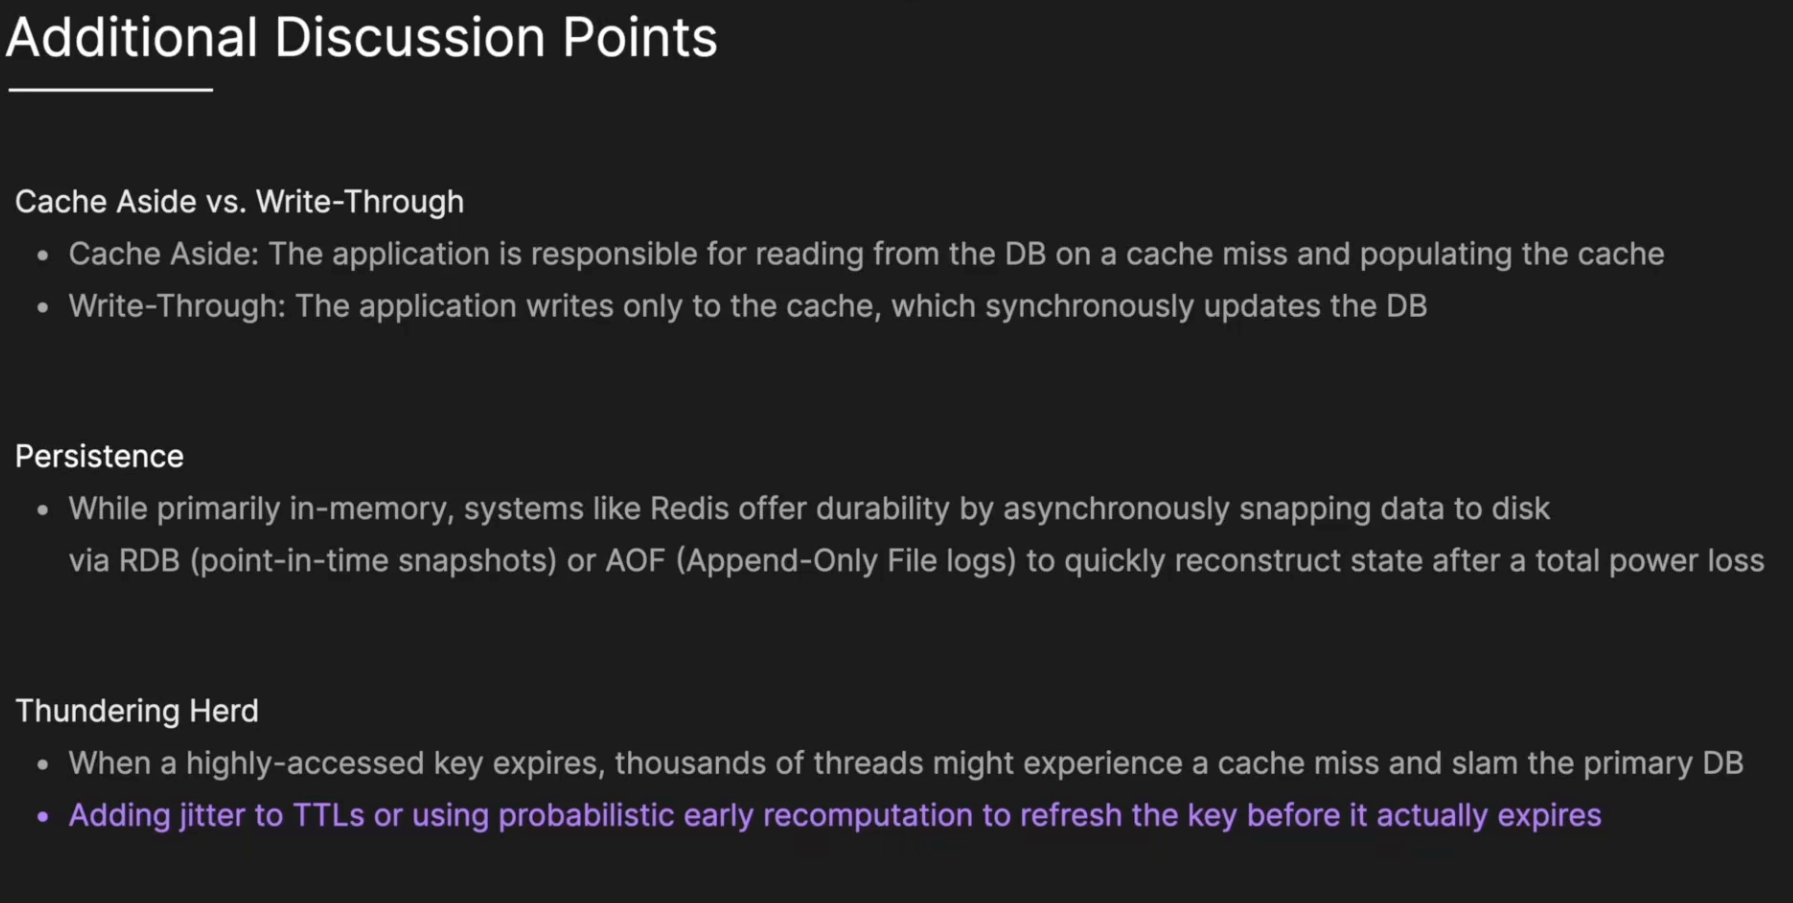 Additional Discussion Points
Cache Aside vs. Write-Through
• Cache Aside: The application is responsible for reading from the DB on a cache miss and populating the cache
• Write-Through: The application writes only to the cache, which synchronously updates the DB
Persistence
• While primarily in-memory, systems like Redis offer durability by asynchronously snapping data to disk
via RDB (point-in-time snapshots) or AOF (Append-Only File logs) to quickly reconstruct state after a total power loss
Thundering Herd
• When a highly-accessed key expires, thousands of threads might experience a cache miss and slam the primary DB
• Adding jitter to TTLs or using probabilistic early recomputation to refresh the key before it actually expires